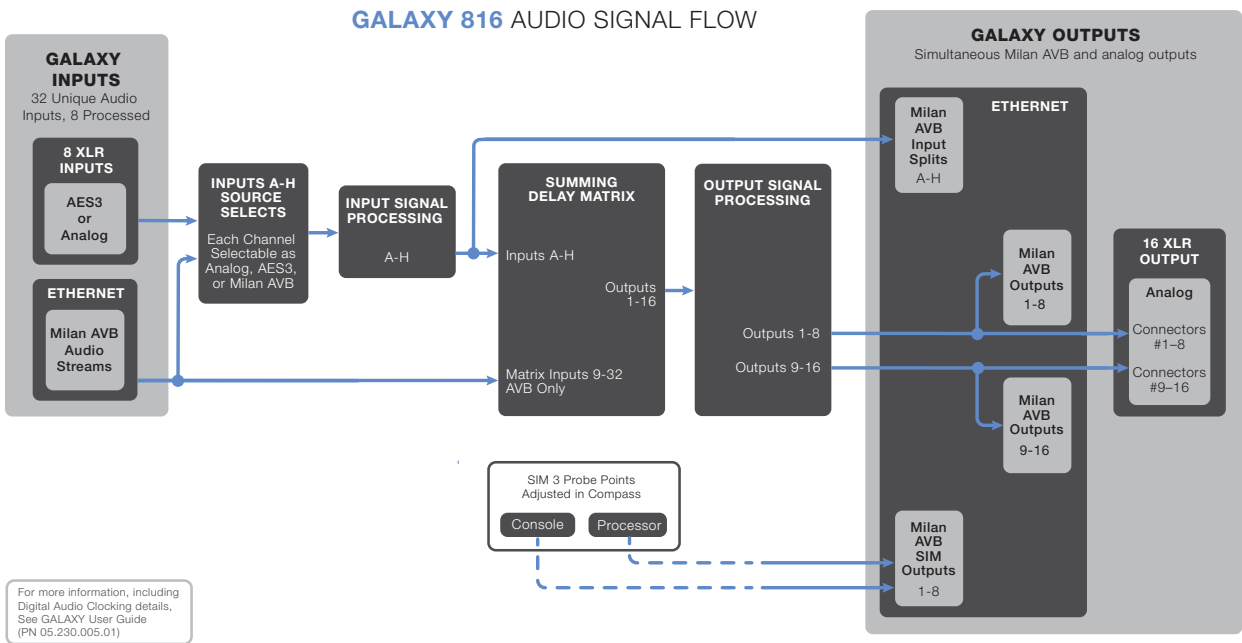 GALAXY 816 AUDIO SIGNAL FLOW
GALAXY
INPUTS
32 Unique Audio
Inputs, 8 Processed
8 XLR
INPUTS
AES3
or
Analog
ETHERNET
Milan AVB
Audio
Streams
INPUTS A-H
SOURCE
SELECTS
Each Channel
Selectable as
Analog, AES3,
or Milan AVB
INPUT SIGNAL
PROCESSING
A-H
SUMMING
DELAY MATRIX
Inputs A-H
Outputs
1-16
Matrix Inputs 9-32
AVB Only
OUTPUT SIGNAL
PROCESSING
Outputs 1-8
Outputs 9-16
GALAXY OUTPUTS
Simultaneous Milan AVB and analog outputs
ETHERNET
Milan
AVB
Input
Splits
A-H
Milan
AVB
Outputs
1-8
Milan
AVB
Outputs
9-16
Milan
AVB
SIM
Outputs
1-8
16 XLR
OUTPUT
Analog
Connectors
#1–8
Connectors
#9–16
SIM 3 Probe Points
Adjusted in Compass
Console
Processor
For more information, including
Digital Audio Clocking details,
See GALAXY User Guide
(PN 05.230.005.01)